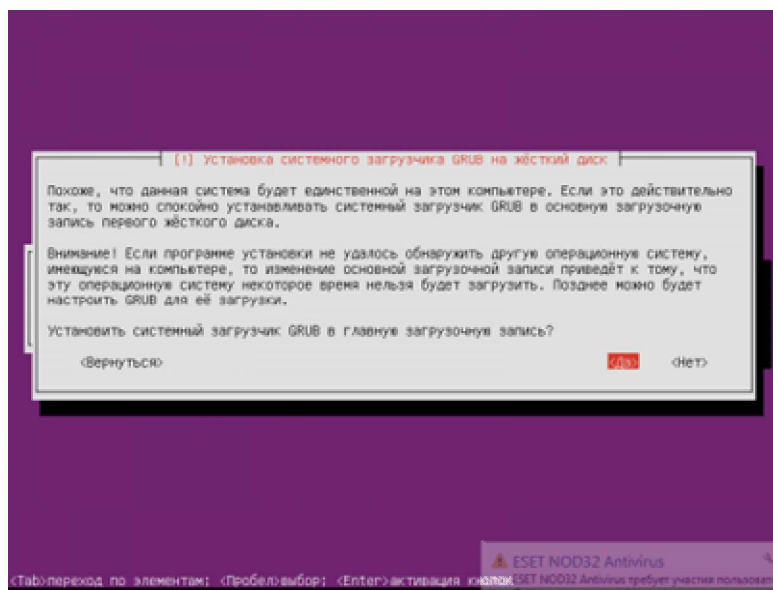 [!] Установка системного загрузчика GRUB на жёсткий диск
Похоже, что данная система будет единственной на этом компьютере. Если это действительно
так, то можно спокойно устанавливать системный загрузчик GRUB в основную загрузочную
запись первого жёсткого диска.
Внимание! Если программе установки не удалось обнаружить другую операционную систему,
имеющуюся на компьютере, то изменение основной загрузочной записи приведёт к тому, что
эту операционную систему некоторое время нельзя будет загрузить. Позднее можно будет
настроить GRUB для её загрузки.
Установить системный загрузчик GRUB в главную загрузочную запись?
<Вернуться> <Да> <Нет>
ESET NOD32 Antivirus
<Tab>переход по элементам; <Пробел>выбор; <Enter>активация кнопок
ESET NOD32 Antivirus требует участия пользоват